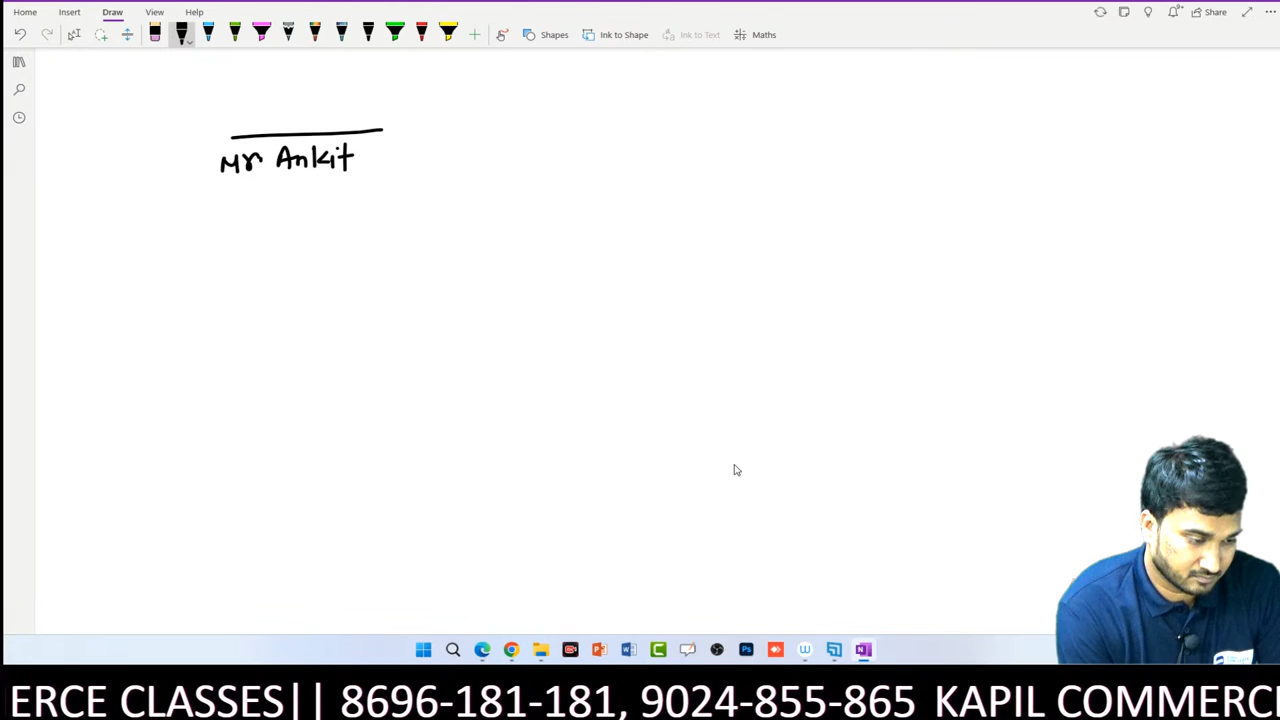 Home Insert Draw View Help Share
Shapes Ink to Shape Ink to Text Maths
Mr Ankit
ERCE CLASSES|| 8696-181-181, 9024-855-865 KAPIL COMMERC